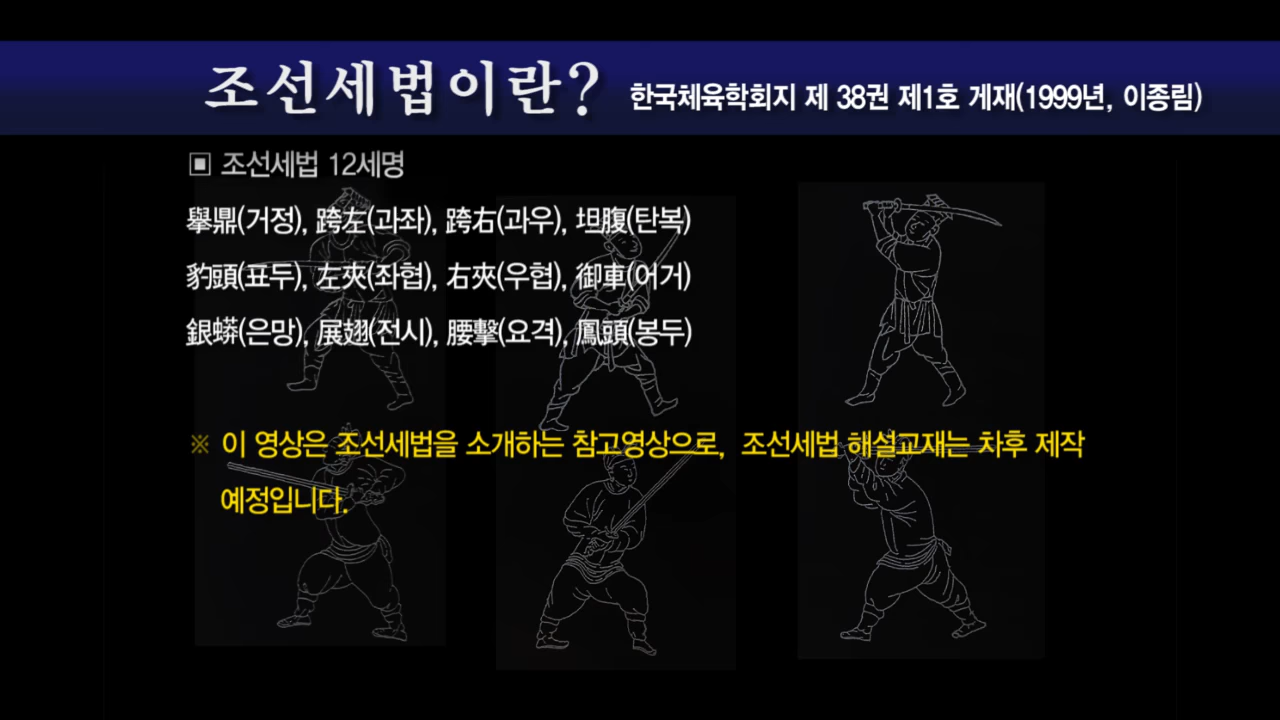 조선세법이란? 한국체육학회지 제 38권 제1호 게재(1999년, 이종림)
▣ 조선세법 12세명
擧鼎(거정), 跨左(과좌), 跨右(과우), 坦腹(탄복)
豹頭(표두), 左夾(좌협), 右夾(우협), 御車(어거)
銀蟒(은망), 展翅(전시), 腰擊(요격), 鳳頭(봉두)
※ 이 영상은 조선세법을 소개하는 참고영상으로, 조선세법 해설교재는 차후 제작
예정입니다.